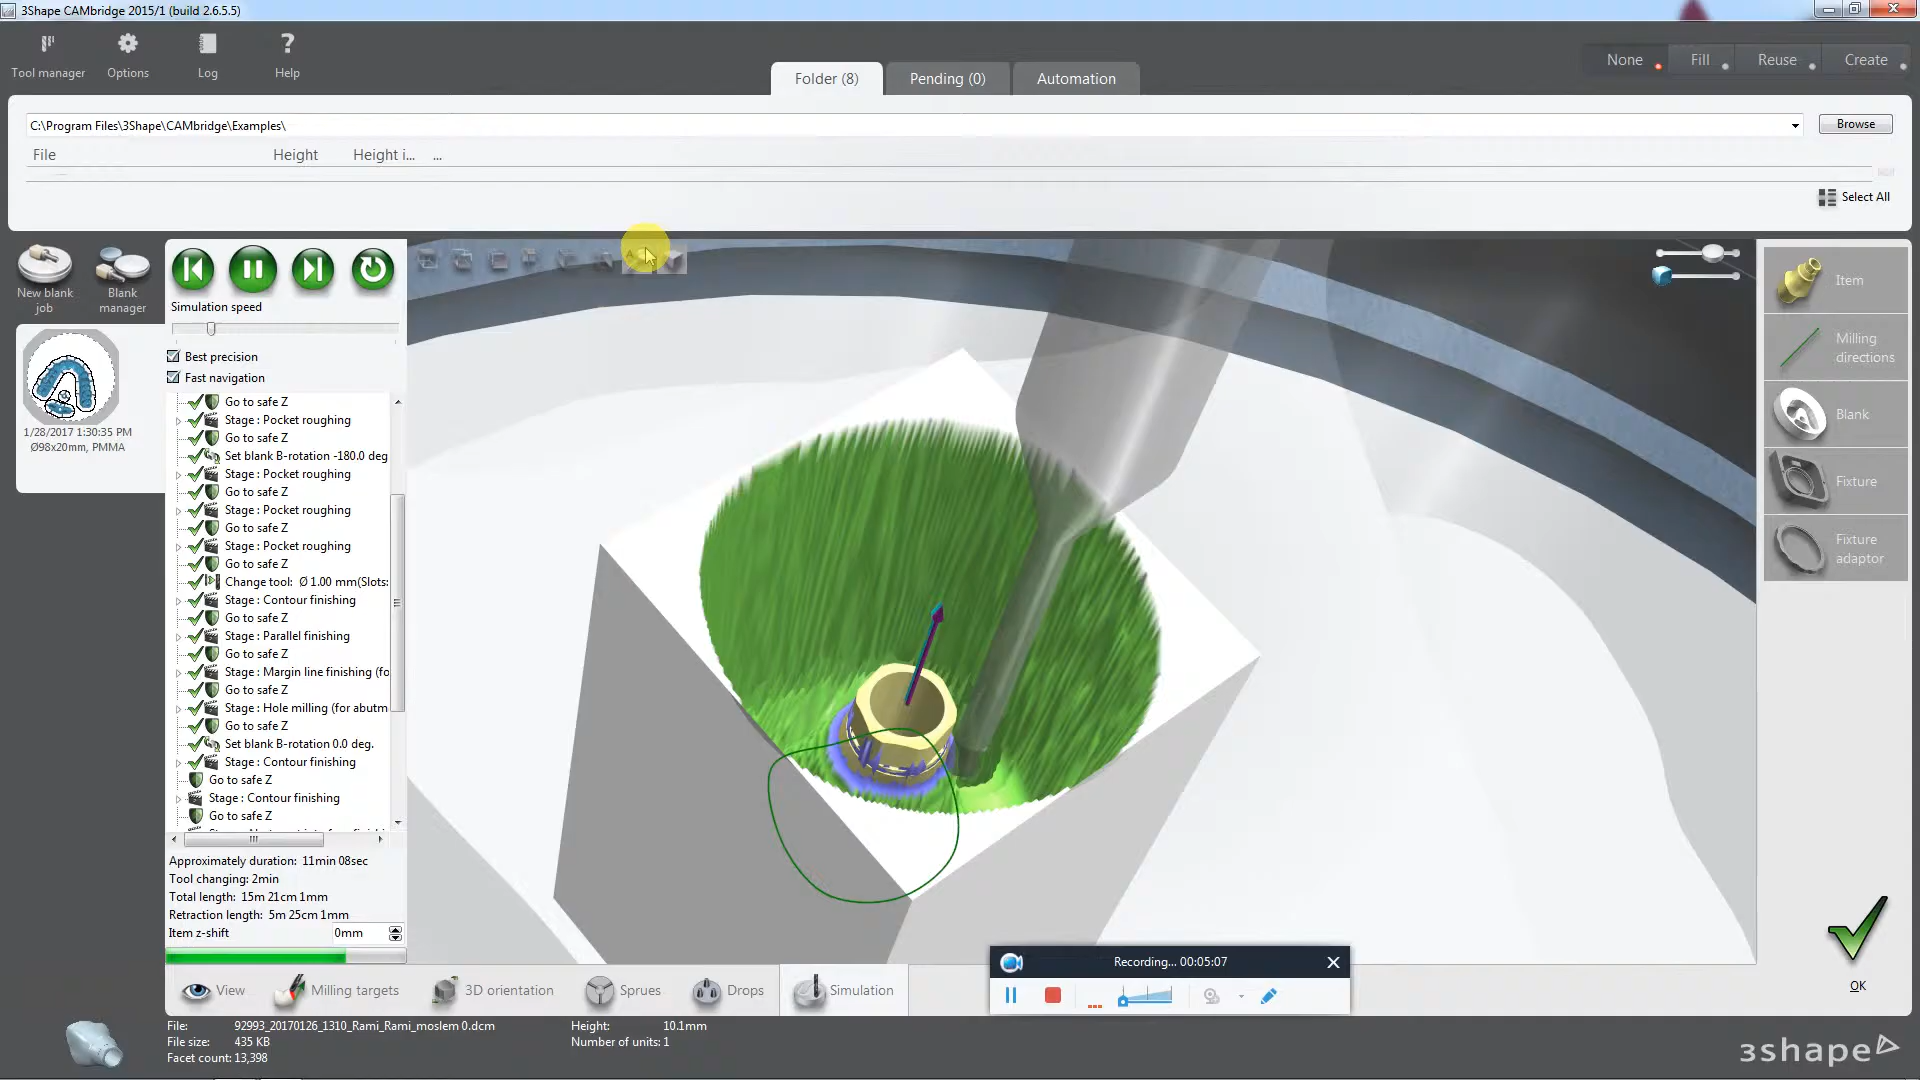 3Shape CAMbridge 2015/1 (build 2.6.5.5)
Tool manager
Options
Log
?
Help
Folder (8)
Pending (0)
Automation
None
Fill
Reuse
Create
C:\Program Files\3Shape\CAMbridge\Examples\
Browse
File
Height
Height i...
...
Select All
New blank
job
Blank
manager
1/28/2017 1:30:35 PM
Ø98x20mm, PMMA
Simulation speed
Best precision
Fast navigation
Go to safe Z
Stage : Pocket roughing
Go to safe Z
Set blank B-rotation -180.0 deg
Stage : Pocket roughing
Go to safe Z
Stage : Pocket roughing
Go to safe Z
Stage : Pocket roughing
Go to safe Z
Change tool: Ø 1.00 mm(Slots:
Stage : Contour finishing
Go to safe Z
Stage : Parallel finishing
Go to safe Z
Stage : Margin line finishing (fo
Go to safe Z
Stage : Hole milling (for abutm
Go to safe Z
Set blank B-rotation 0.0 deg.
Stage : Contour finishing
Go to safe Z
Stage : Contour finishing
Go to safe Z
Approximately duration: 11min 08sec
Tool changing: 2min
Total length: 15m 21cm 1mm
Retraction length: 5m 25cm 1mm
Item z-shift
0mm
Item
Milling
directions
Blank
Fixture
Fixture
adaptor
OK
View
Milling targets
3D orientation
Sprues
Drops
Simulation
Recording... 00:05:07
File: 92993_20170126_1310_Rami_Rami_moslem 0.dcm
File size: 435 KB
Facet count: 13,398
Height: 10.1mm
Number of units: 1
3shape